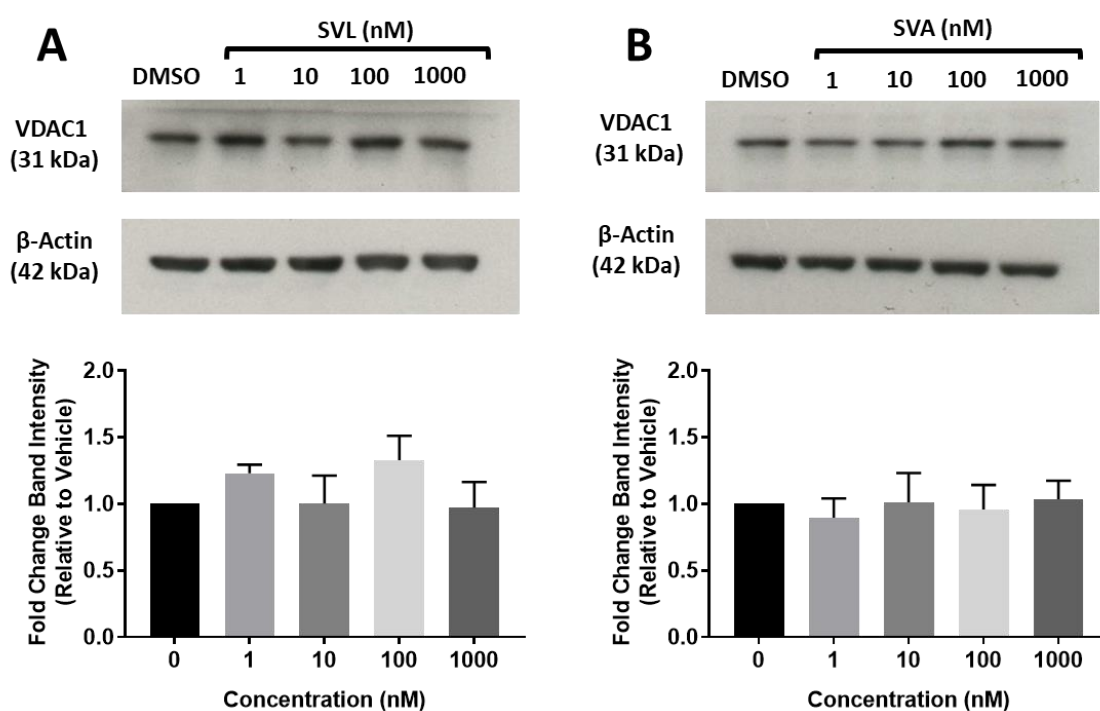 A
SVL (nM)
DMSO 1 10 100 1000
VDAC1
(31 kDa)
β-Actin
(42 kDa)
Fold Change Band Intensity
(Relative to Vehicle)
2.0
1.5
1.0
0.5
0.0
0 1 10 100 1000
Concentration (nM)
B
SVA (nM)
DMSO 1 10 100 1000
VDAC1
(31 kDa)
β-Actin
(42 kDa)
Fold Change Band Intensity
(Relative to Vehicle)
2.0
1.5
1.0
0.5
0.0
0 1 10 100 1000
Concentration (nM)